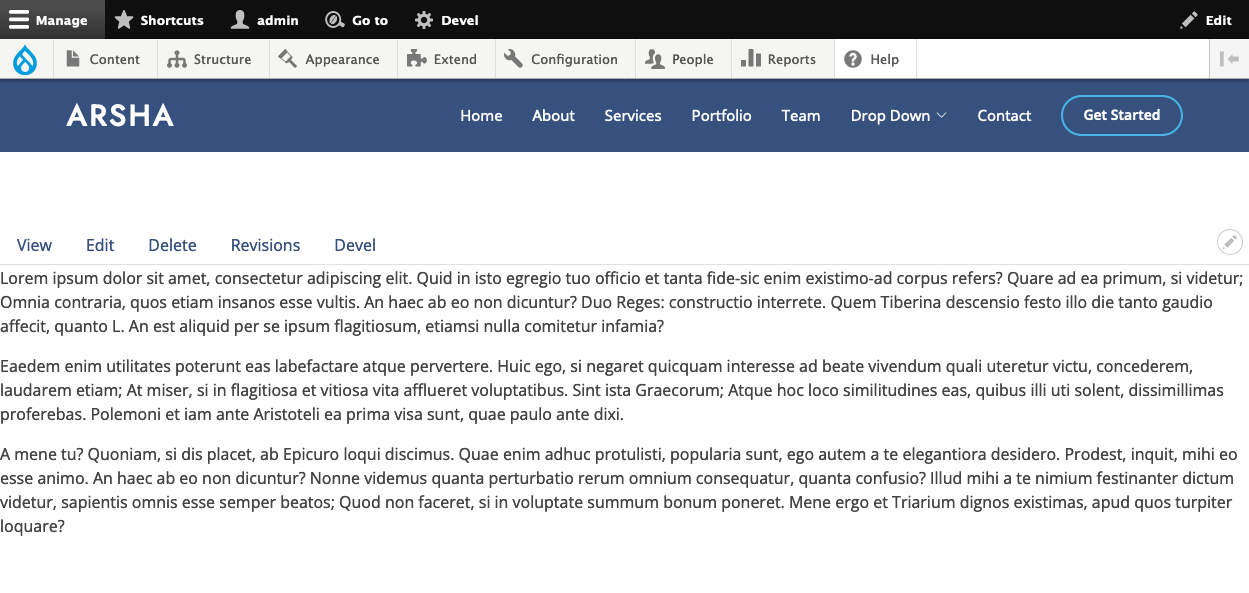 Manage Shortcuts admin Go to Devel Edit
Content Structure Appearance Extend Configuration People Reports Help
ARSHA Home About Services Portfolio Team Drop Down Contact Get Started
View Edit Delete Revisions Devel
Lorem ipsum dolor sit amet, consectetur adipiscing elit. Quid in isto egregio tuo officio et tanta fide-sic enim existimo-ad corpus refers? Quare ad ea primum, si videtur;
Omnia contraria, quos etiam insanos esse vultis. An haec ab eo non dicuntur? Duo Reges: constructio interrete. Quem Tiberina descensio festo illo die tanto gaudio
affecit, quanto L. An est aliquid per se ipsum flagitiosum, etiamsi nulla comitetur infamia?
Eaedem enim utilitates poterunt eas labefactare atque pervertere. Huic ego, si negaret quicquam interesse ad beate vivendum quali uteretur victu, concederem,
laudarem etiam; At miser, si in flagitiosa et vitiosa vita afflueret voluptatibus. Sint ista Graecorum; Atque hoc loco similitudines eas, quibus illi uti solent, dissimillimas
proferebas. Polemoni et iam ante Aristoteli ea prima visa sunt, quae paulo ante dixi.
A mene tu? Quoniam, si dis placet, ab Epicuro loqui discimus. Quae enim adhuc protulisti, popularia sunt, ego autem a te elegantiora desidero. Prodest, inquit, mihi eo
esse animo. An haec ab eo non dicuntur? Nonne videmus quanta perturbatio rerum omnium consequatur, quanta confusio? Illud mihi a te nimium festinanter dictum
videtur, sapientis omnis esse semper beatos; Quod non faceret, si in voluptate summum bonum poneret. Mene ergo et Triarium dignos existimas, apud quos turpiter
loquare?